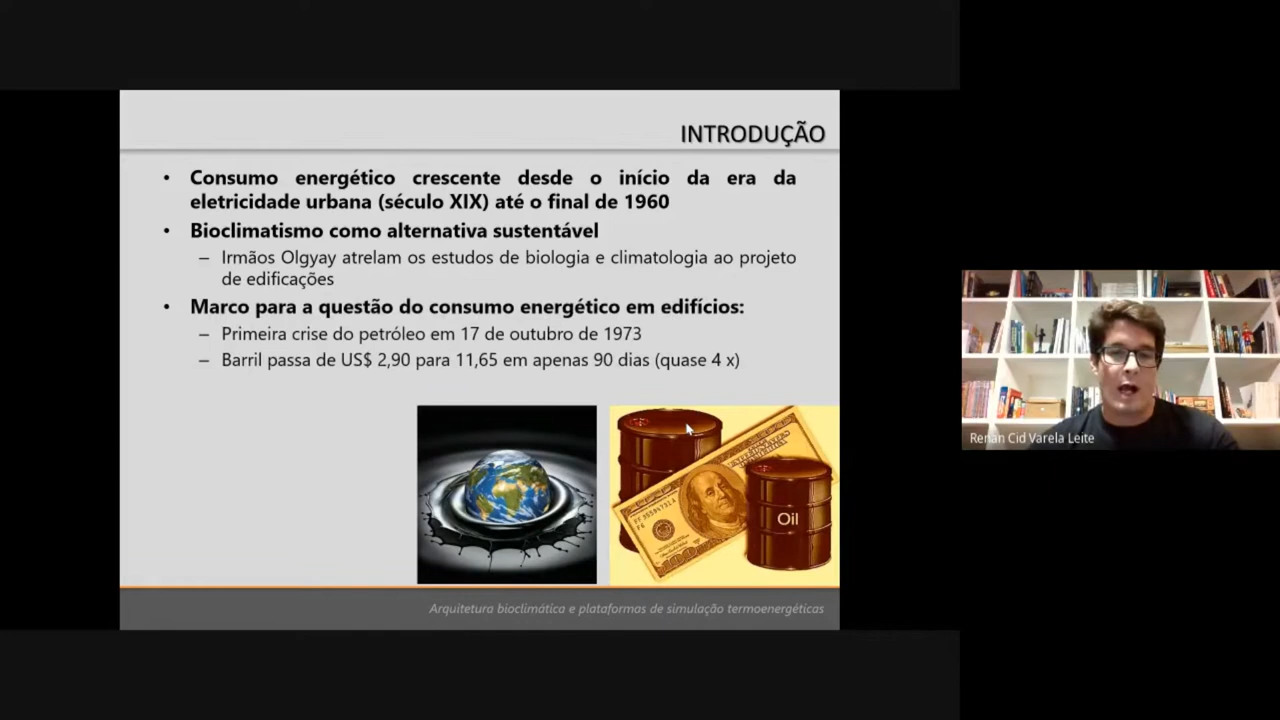 INTRODUÇÃO
• Consumo energético crescente desde o início da era da
eletricidade urbana (século XIX) até o final de 1960
• Bioclimatismo como alternativa sustentável
– Irmãos Olgyay atrelam os estudos de biologia e climatologia ao projeto
de edificações
• Marco para a questão do consumo energético em edifícios:
– Primeira crise do petróleo em 17 de outubro de 1973
– Barril passa de US$ 2,90 para 11,65 em apenas 90 dias (quase 4 x)
Oil
100
Arquitetura bioclimática e plataformas de simulação termoenergéticas
Renan Cid Varela Leite